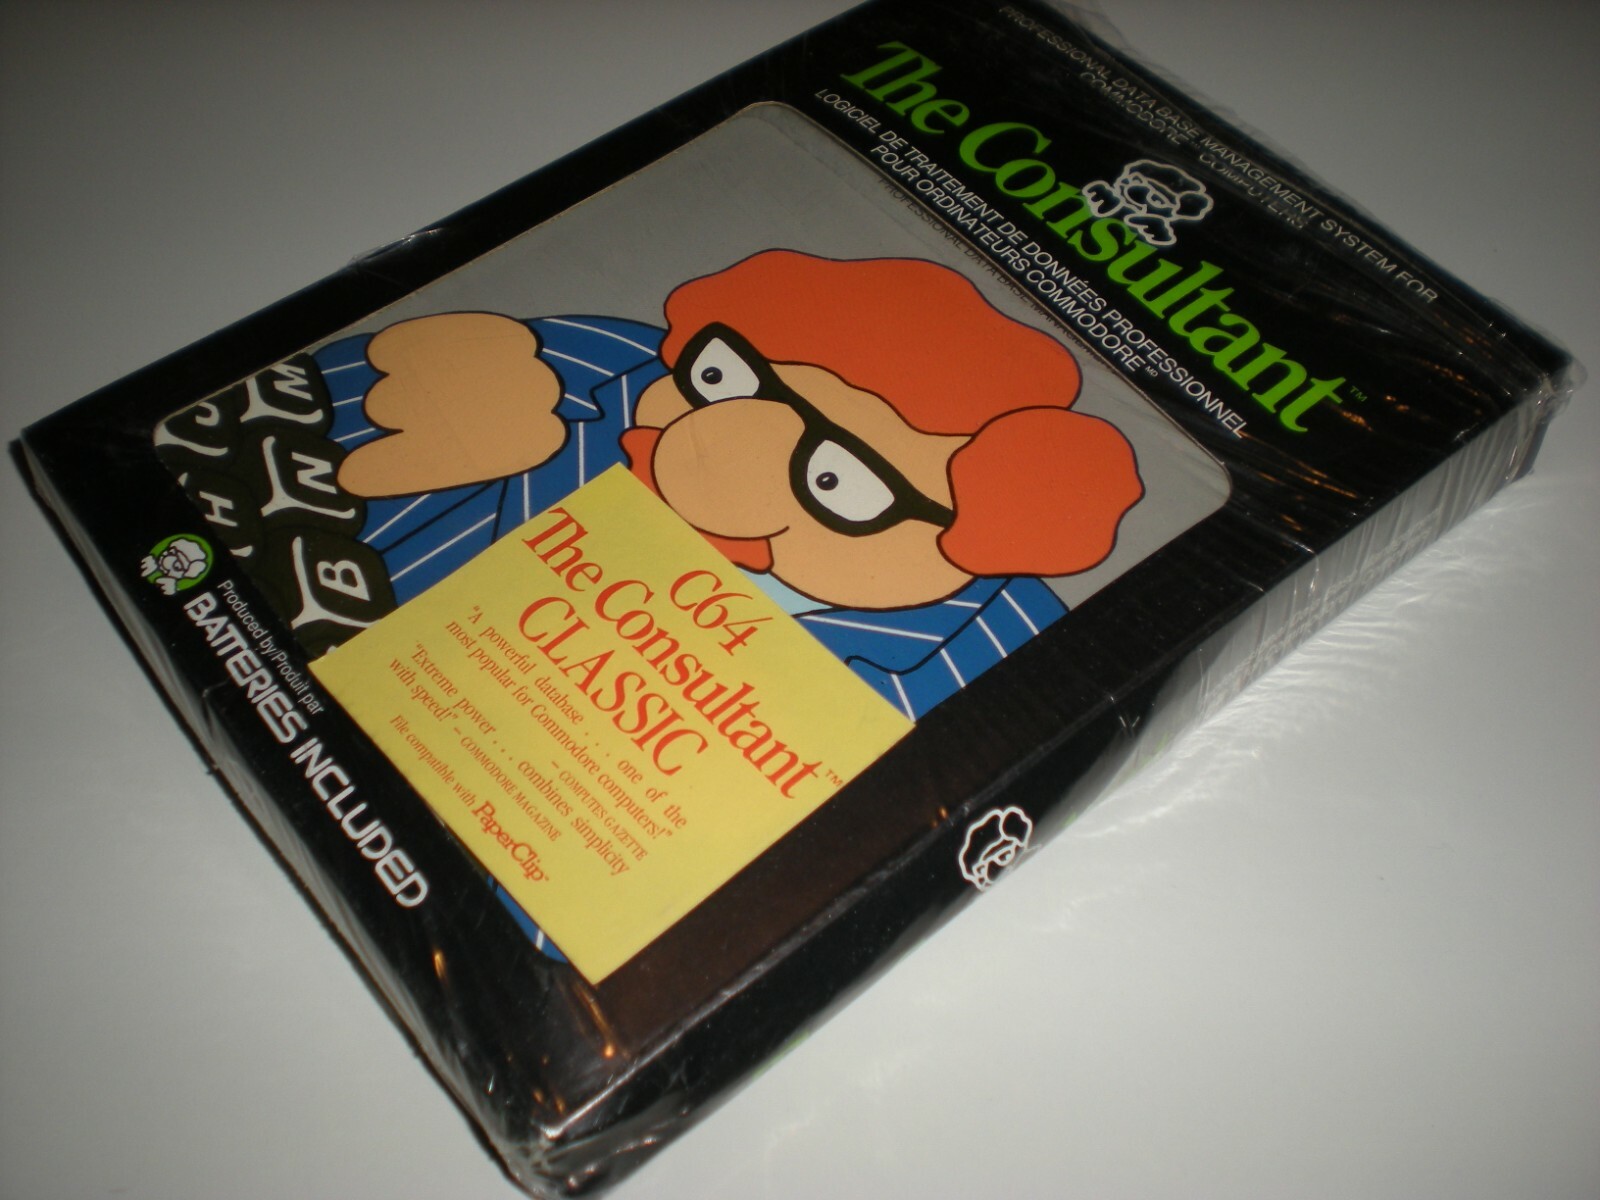 PROFESSIONAL DATA BASE MANAGEMENT SYSTEM FOR
COMMODORE™ COMPUTERS
The Consultant™
LOGICIEL DE TRAITEMENT DE DONNÉES PROFESSIONNEL
POUR ORDINATEURS COMMODORE MD
M
N
B
H
J
C64
The Consultant™
CLASSIC
"A powerful database . . . one of the
most popular for Commodore computers!"
– COMPUTE!'S GAZETTE
"Extreme power . . . combines simplicity
with speed!" – COMMODORE MAGAZINE
File compatible with PaperClip™
Produced by/Produit par
BATTERIES INCLUDED